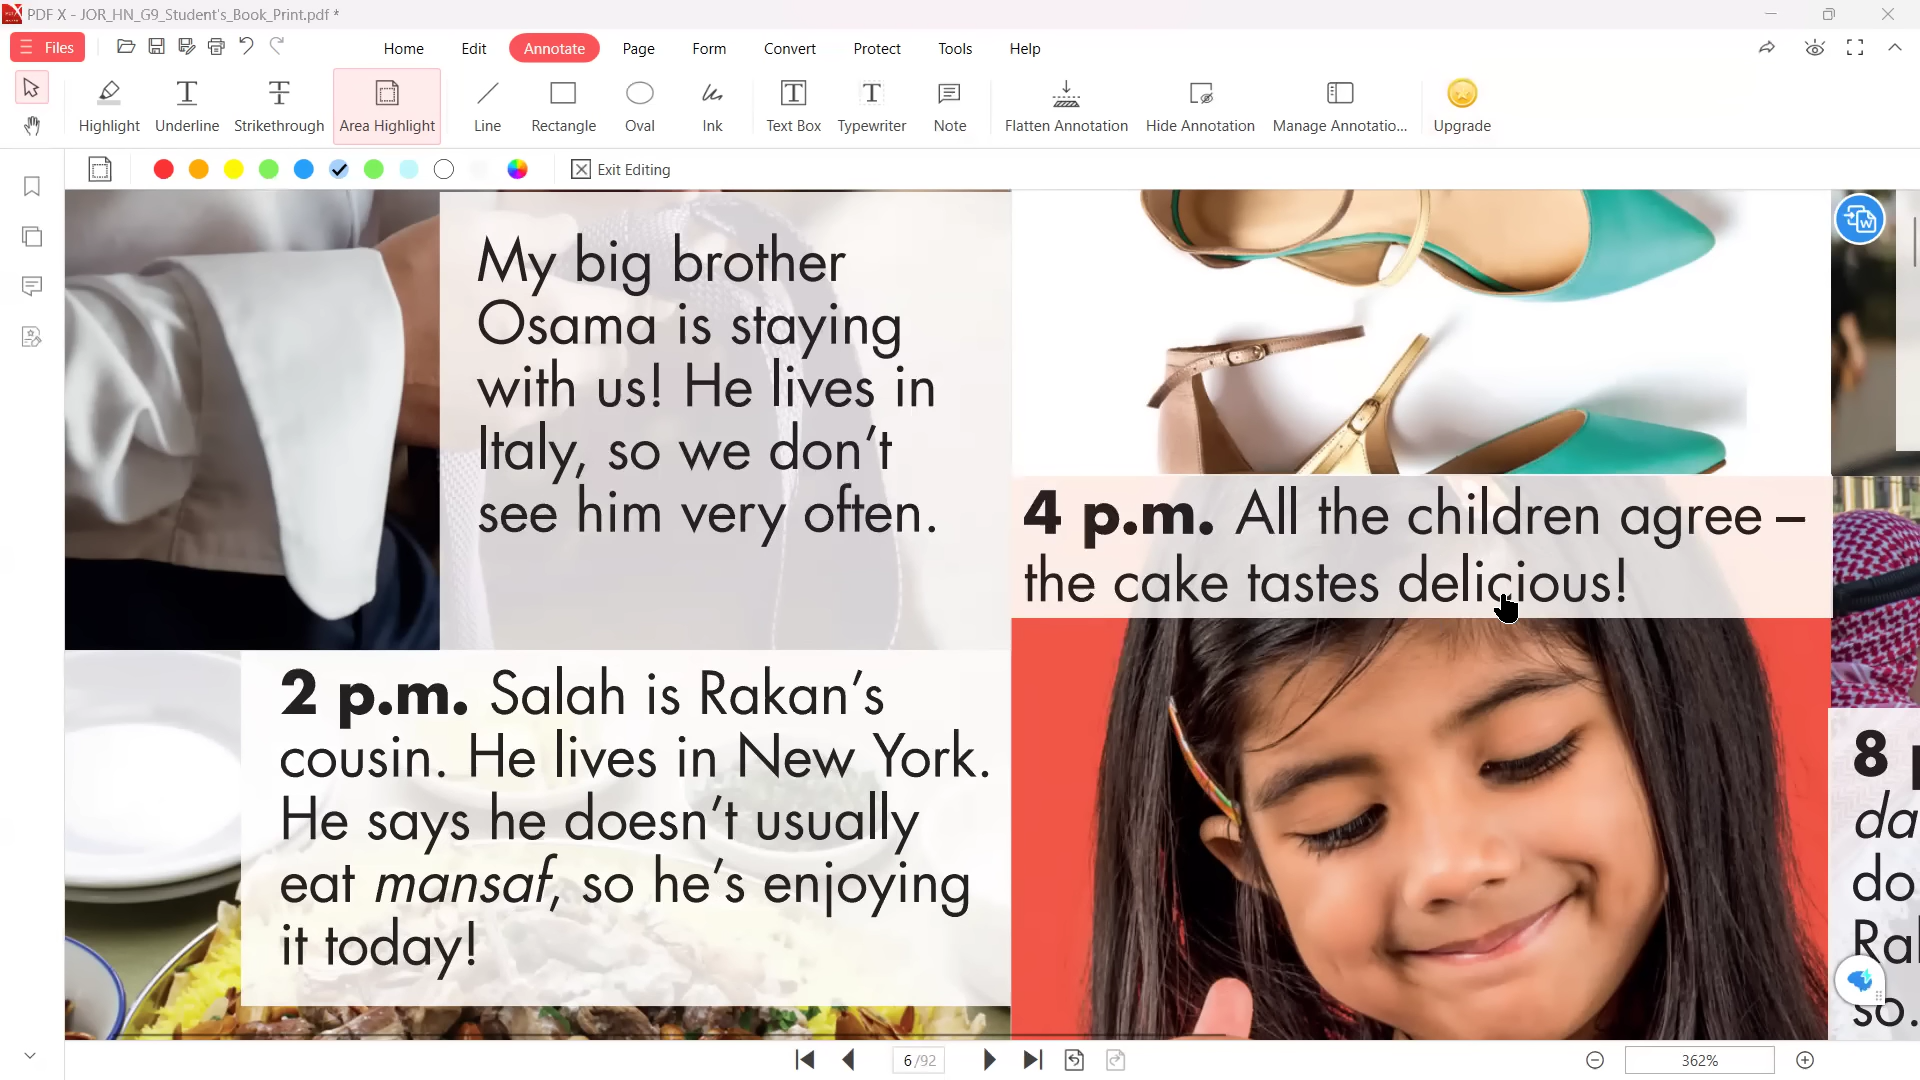 PDF X - JOR_HN_G9_Student's_Book_Print.pdf *
Files
Home Edit Annotate Page Form Convert Protect Tools Help
Highlight Underline Strikethrough Area Highlight Line Rectangle Oval Ink Text Box Typewriter Note Flatten Annotation Hide Annotation Manage Annotatio... Upgrade
Exit Editing
My big brother
Osama is staying
with us! He lives in
Italy, so we don't
see him very often.
2 p.m. Salah is Rakan's
cousin. He lives in New York.
He says he doesn't usually
eat mansaf, so he's enjoying
it today!
4 p.m. All the children agree –
the cake tastes delicious!
8
da
do
Ral
so.
6 /92
362%